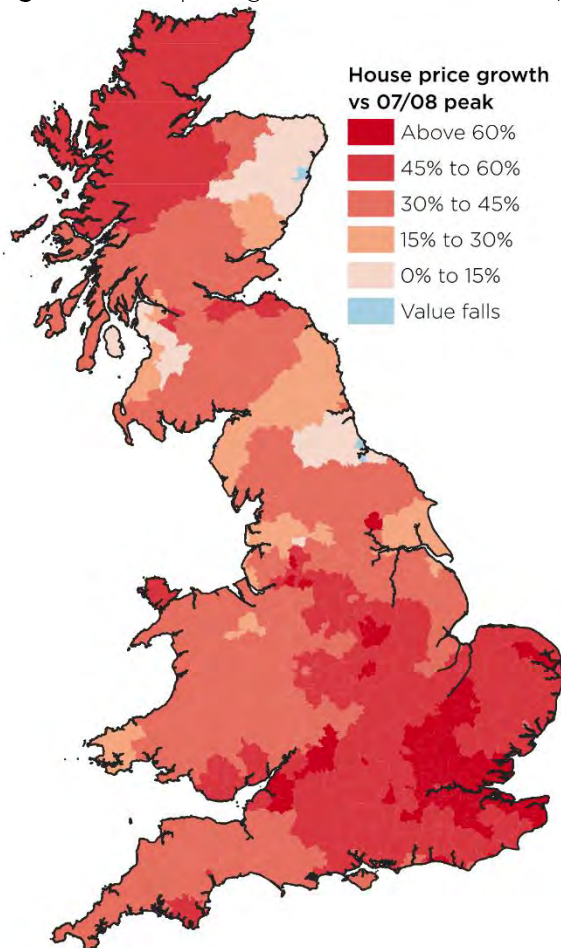 House price growth
vs 07/08 peak
Above 60%
45% to 60%
30% to 45%
15% to 30%
0% to 15%
Value falls